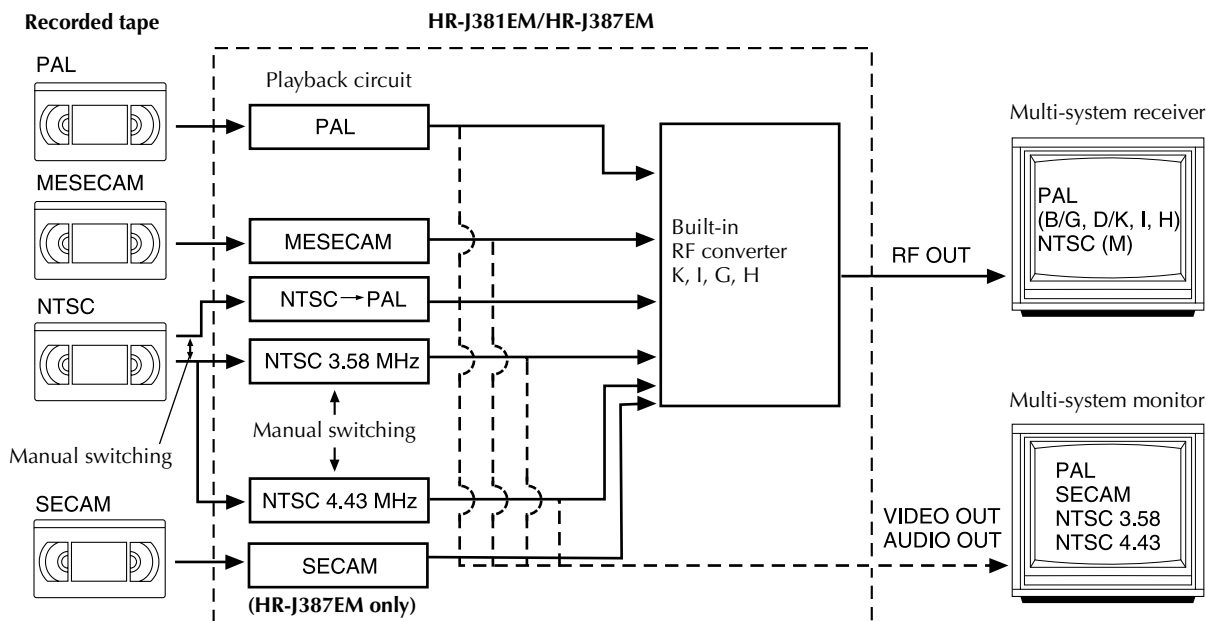 Recorded tape
HR-J381EM/HR-J387EM
PAL
MESECAM
NTSC
Manual switching
SECAM
Playback circuit
PAL
MESECAM
NTSC→PAL
NTSC 3.58 MHz
Manual switching
NTSC 4.43 MHz
SECAM
(HR-J387EM only)
Built-in
RF converter
K, I, G, H
RF OUT
VIDEO OUT
AUDIO OUT
Multi-system receiver
PAL
(B/G, D/K, I, H)
NTSC (M)
Multi-system monitor
PAL
SECAM
NTSC 3.58
NTSC 4.43